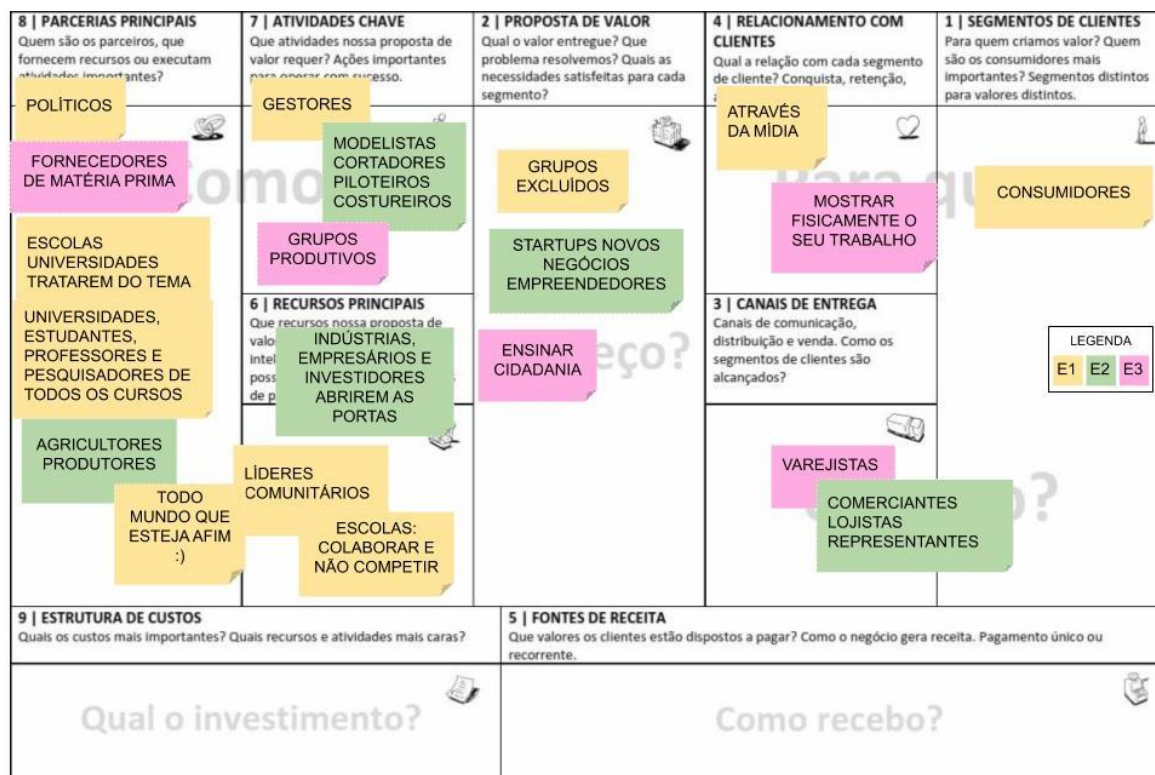 8 | PARCERIAS PRINCIPAIS
Quem são os parceiros, que
fornecem recursos ou executam
atividades importantes?
POLÍTICOS
FORNECEDORES
DE MATÉRIA PRIMA
ESCOLAS
UNIVERSIDADES
TRATAREM DO TEMA
UNIVERSIDADES,
ESTUDANTES,
PROFESSORES E
PESQUISADORES DE
TODOS OS CURSOS
AGRICULTORES
PRODUTORES
TODO
MUNDO QUE
ESTEJA AFIM
:)
7 | ATIVIDADES CHAVE
Que atividades nossa proposta de
valor requer? Ações importantes
para operar com sucesso.
GESTORES
MODELISTAS
CORTADORES
PILOTEIROS
COSTUREIROS
GRUPOS
PRODUTIVOS
Como
6 | RECURSOS PRINCIPAIS
Que recursos nossa proposta de
INDÚSTRIAS,
EMPRESÁRIOS E
INVESTIDORES
ABRIREM AS
PORTAS
LÍDERES
COMUNITÁRIOS
ESCOLAS:
COLABORAR E
NÃO COMPETIR
2 | PROPOSTA DE VALOR
Qual o valor entregue? Que
problema resolvemos? Quais as
necessidades satisfeitas para cada
segmento?
GRUPOS
EXCLUÍDOS
STARTUPS NOVOS
NEGÓCIOS
EMPREENDEDORES
ENSINAR
CIDADANIA
4 | RELACIONAMENTO COM
CLIENTES
Qual a relação com cada segmento
de cliente? Conquista, retenção,
ATRAVÉS
DA MÍDIA
MOSTRAR
FISICAMENTE O
SEU TRABALHO
Para
3 | CANAIS DE ENTREGA
Canais de comunicação,
distribuição e venda. Como os
segmentos de clientes são
alcançados?
VAREJISTAS
COMERCIANTES
LOJISTAS
REPRESENTANTES
1 | SEGMENTOS DE CLIENTES
Para quem criamos valor? Quem
são os consumidores mais
importantes? Segmentos distintos
para valores distintos.
CONSUMIDORES
LEGENDA
E1 E2 E3
9 | ESTRUTURA DE CUSTOS
Quais os custos mais importantes? Quais recursos e atividades mais caras?
Qual o investimento?
5 | FONTES DE RECEITA
Que valores os clientes estão dispostos a pagar? Como o negócio gera receita. Pagamento único ou
recorrente.
Como recebo?